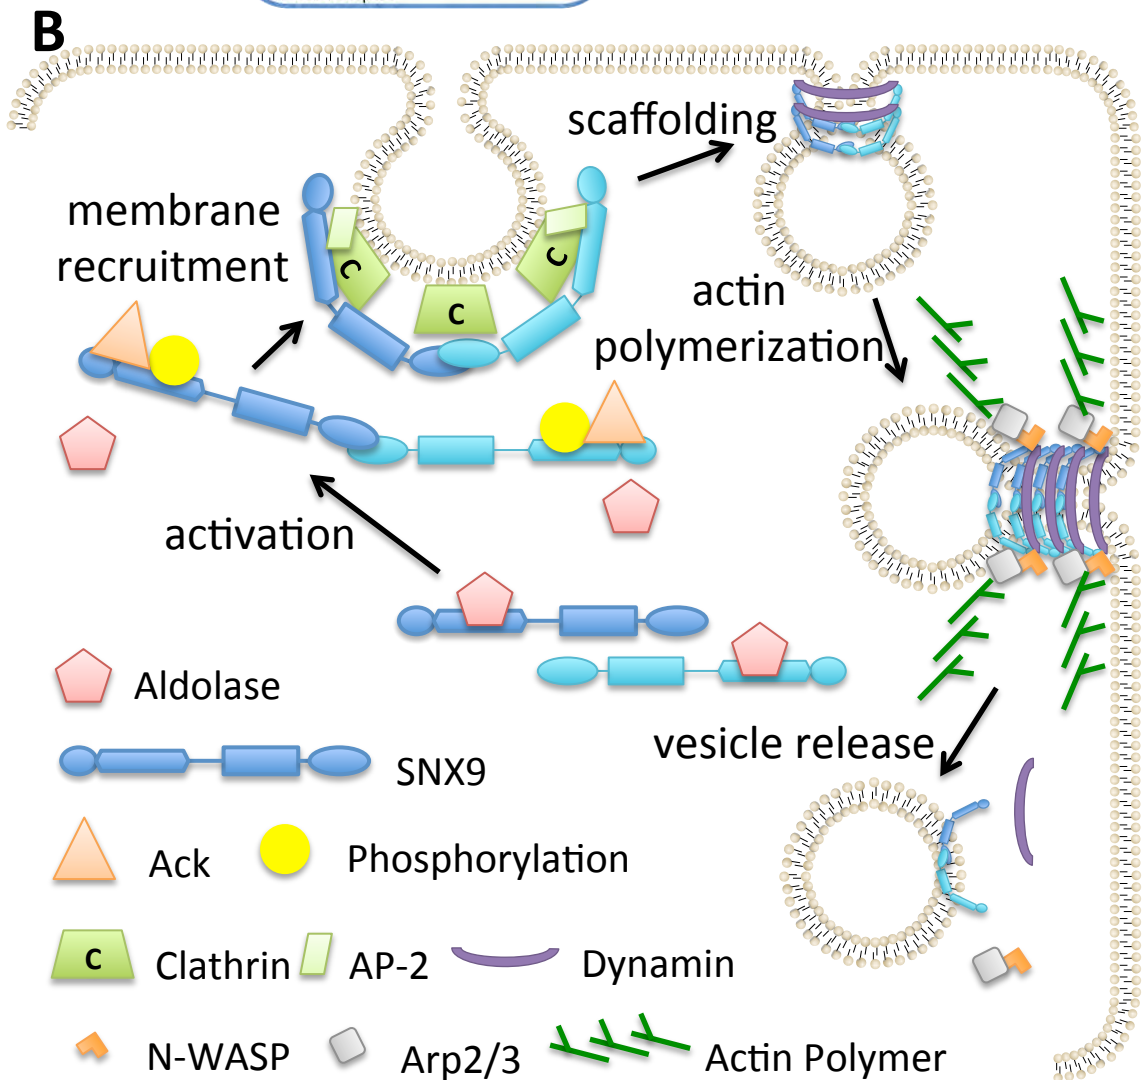 B
scaffolding
membrane
recruitment
C
C
C
actin
polymerization
activation
vesicle release
Aldolase
SNX9
Ack
Phosphorylation
C
Clathrin
AP-2
Dynamin
N-WASP
Arp2/3
Actin Polymer